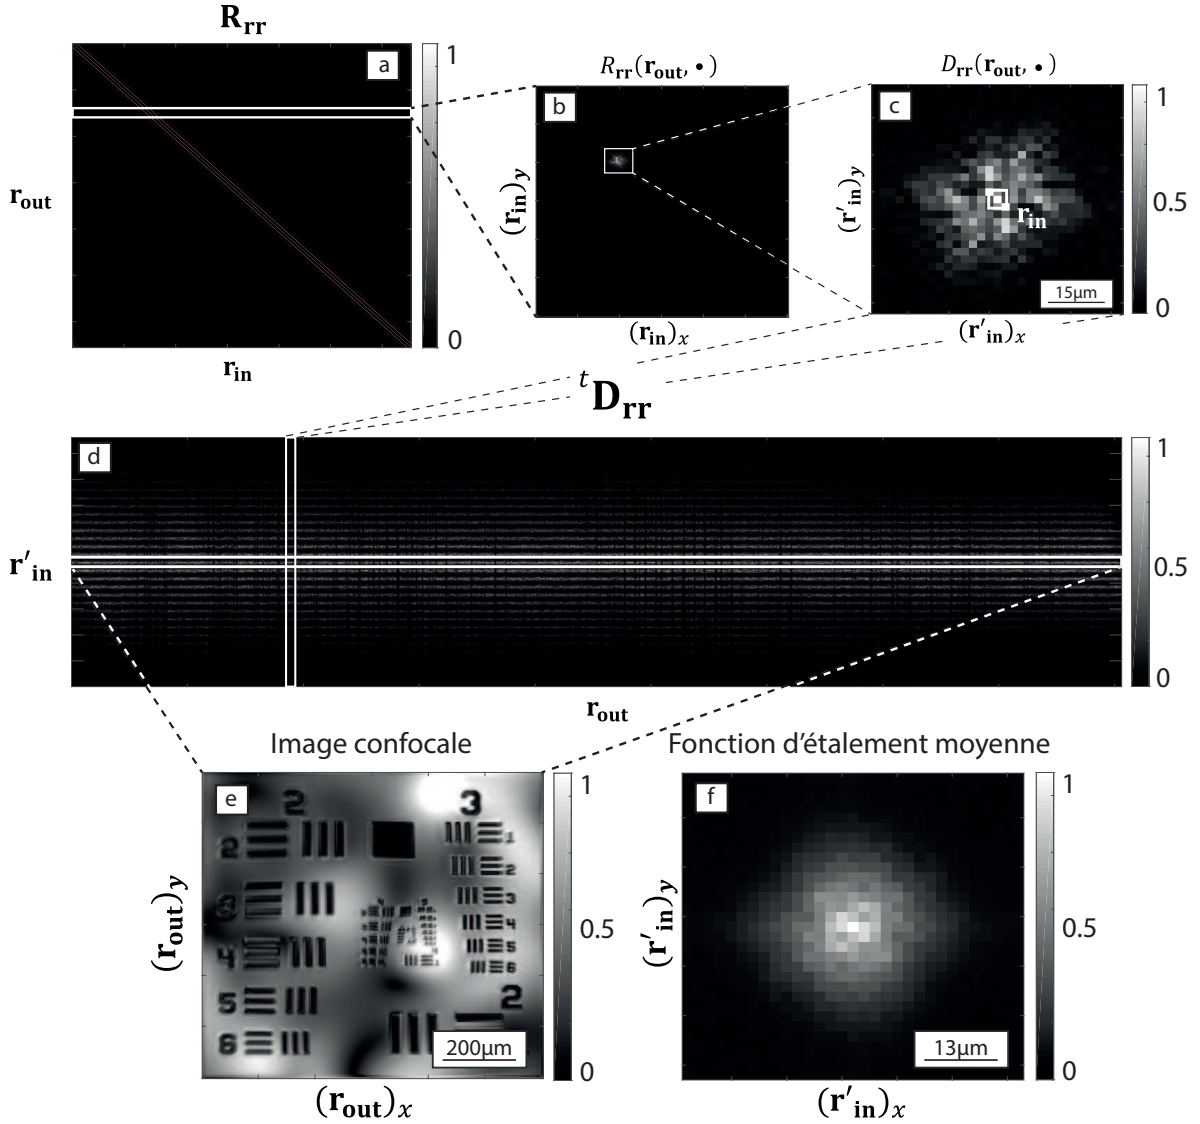 R_rr
a
1
0
r_out
r_in
R_rr(r_out, •)
b
(r_in)_y
(r_in)_x
D_rr(r_out, •)
c
1
0.5
0
(r'_in)_y
r_in
15µm
(r'_in)_x
^t D_rr
d
1
0.5
0
r'_in
r_out
Image confocale
e
1
0.5
0
2
3
2
1
2
3
4
4
5
5
6
6
2
200µm
(r_out)_y
(r_out)_x
Fonction d'étalement moyenne
f
1
0.5
0
(r'_in)_y
13µm
(r'_in)_x